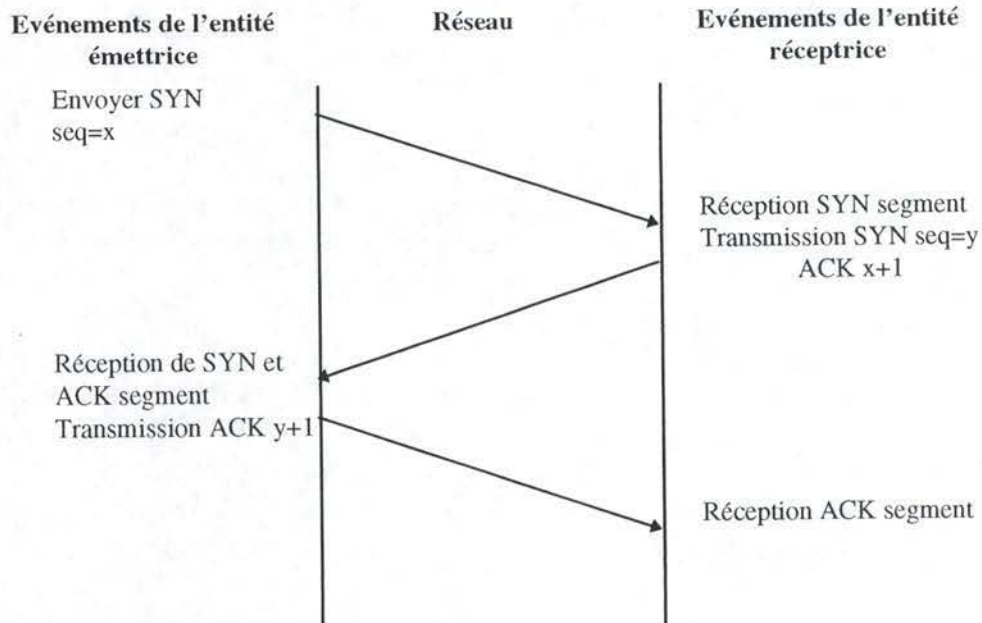 Evénements de l'entité
émettrice
Réseau
Evénements de l'entité
réceptrice
Envoyer SYN
seq=x
Réception SYN segment
Transmission SYN seq=y
ACK x+1
Réception de SYN et
ACK segment
Transmission ACK y+1
Réception ACK segment